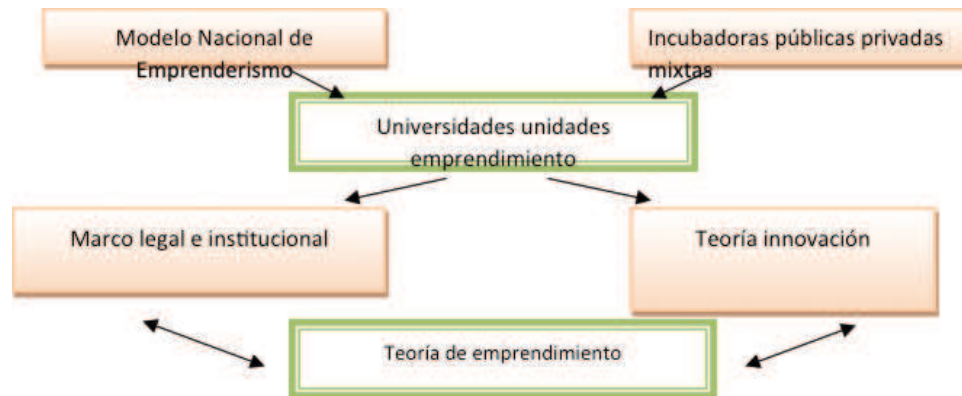 Modelo Nacional de
Emprenderismo
Incubadoras públicas privadas
mixtas
Universidades unidades
emprendimiento
Marco legal e institucional
Teoría innovación
Teoría de emprendimiento